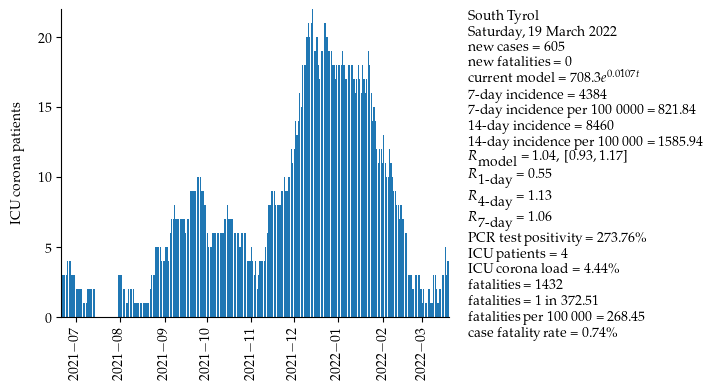 South Tyrol
Saturday, 19 March 2022
new cases = 605
new fatalities = 0
current model = 708.3e^0.0107t
7-day incidence = 4384
7-day incidence per 100 0000 = 821.84
14-day incidence = 8460
14-day incidence per 100 000 = 1585.94
R_model = 1.04, [0.93, 1.17]
R_1-day = 0.55
R_4-day = 1.13
R_7-day = 1.06
PCR test positivity = 273.76%
ICU patients = 4
ICU corona load = 4.44%
fatalities = 1432
fatalities = 1 in 372.51
fatalities per 100 000 = 268.45
case fatality rate = 0.74%
ICU corona patients
20
15
10
5
0
2021−07
2021−08
2021−09
2021−10
2021−11
2021−12
2022−01
2022−02
2022−03